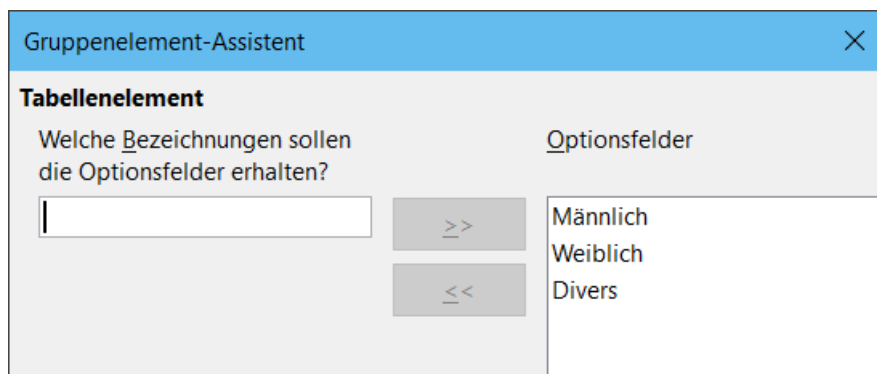 Gruppenelement-Assistent
Tabellenelement
Welche Bezeichnungen sollen
die Optionsfelder erhalten?
>>
<<
Optionsfelder
Männlich
Weiblich
Divers